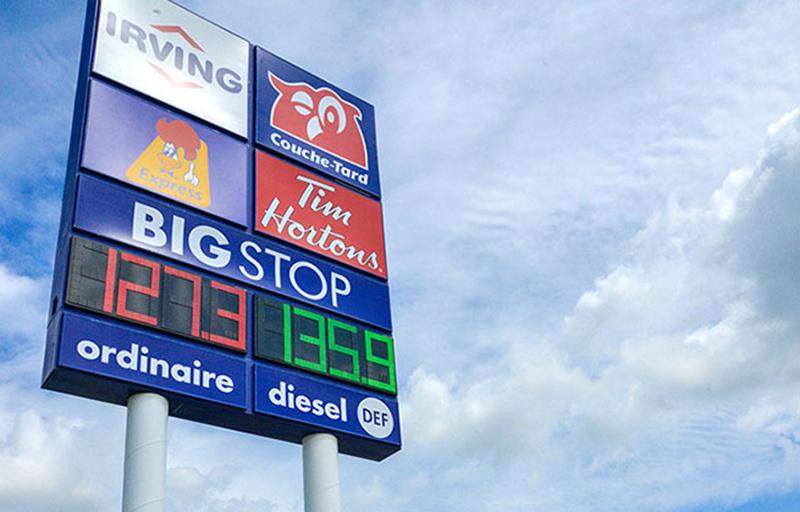 IRVING
Couche-Tard
Express
Tim
Hortons.
BIG STOP
127.3
135.9
ordinaire
diesel DEF